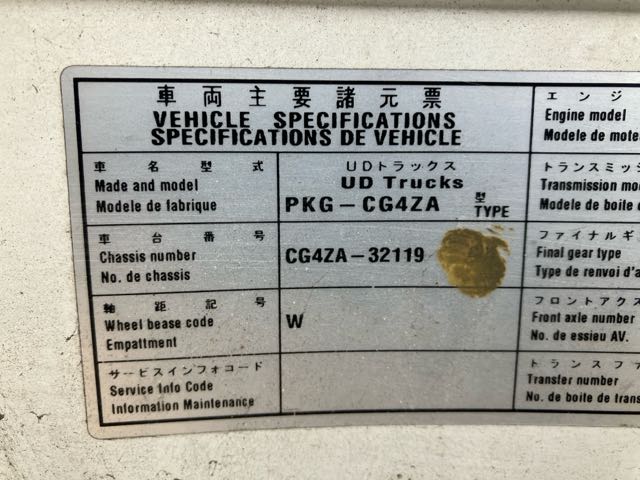 車両主要諸元票
VEHICLE SPECIFICATIONS
SPECIFICATIONS DE VEHICLE
車名型式
Made and model
Modele de fabrique
UDトラックス
UD Trucks
PKG-CG4ZA 型 TYPE
車台番号
Chassis number
No. de chassis
CG4ZA-32119
軸距記号
Wheel bease code
Empattment
W
サービスインフォコード
Service Info Code
Information Maintenance
エンジ
Engine model
Modele de mote
トランスミッシ
Transmission mod
Modele de boite d
ファイナルギ
Final gear type
Type de renvoi d'a
フロントアクス
Front axle number
No. de essieu AV.
トランスファ
Transfer number
No. de boite de trans